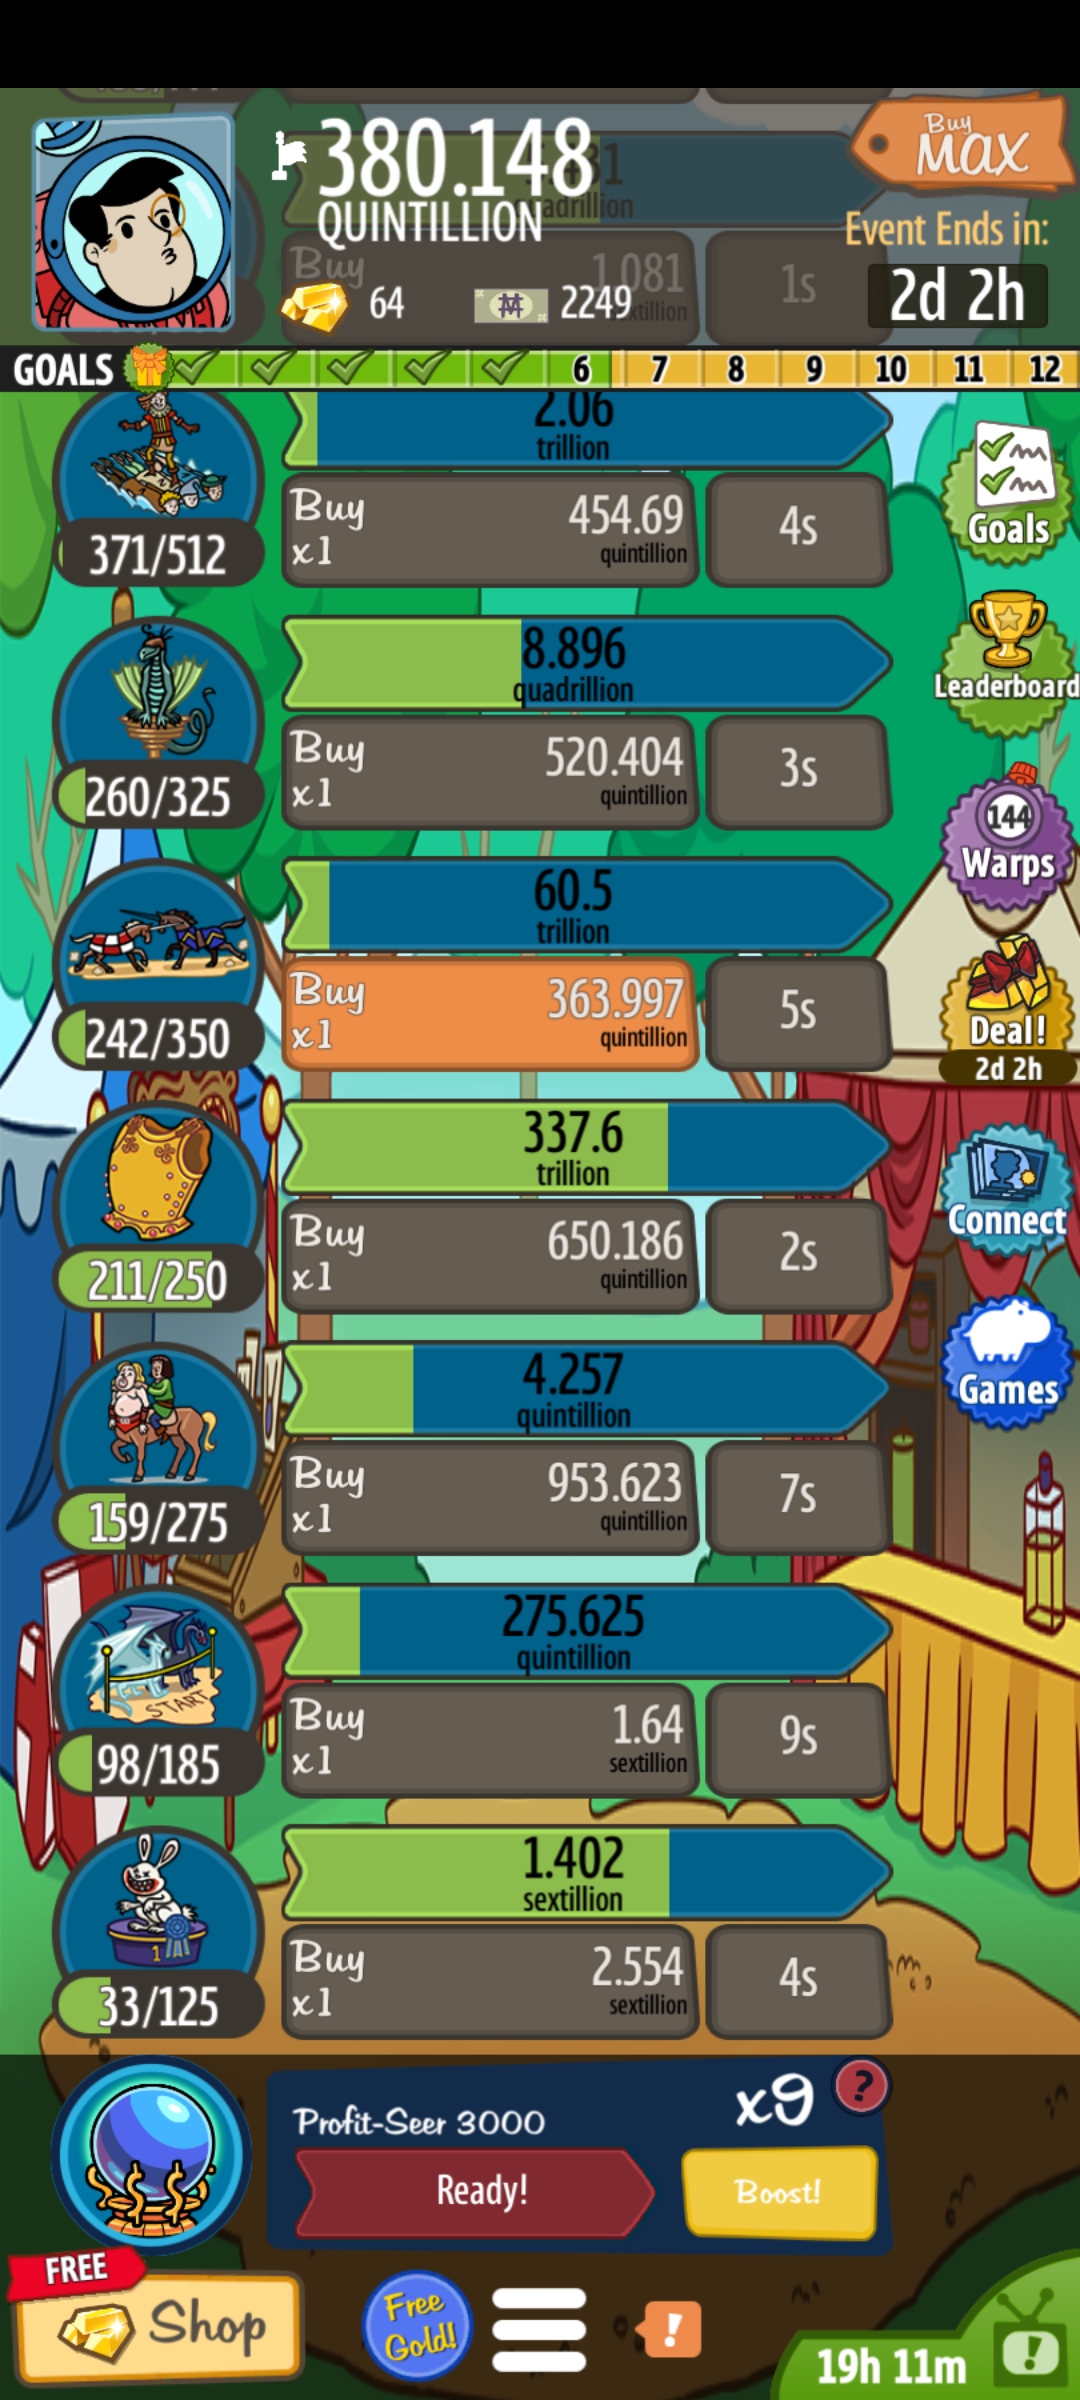 380.148
QUINTILLION
Buy
MAX
Event Ends in:
2d 2h
64
2249
Buy
1.081
1s
GOALS
6
7
8
9
10
11
12
2.06
trillion
371/512
Buy
x1
454.69
quintillion
4s
Goals
8.896
quadrillion
260/325
Buy
x1
520.404
quintillion
3s
Leaderboard
60.5
trillion
242/350
Buy
x1
363.997
quintillion
5s
144
Warps
Deal!
2d 2h
337.6
trillion
211/250
Buy
x1
650.186
quintillion
2s
Connect
4.257
quintillion
159/275
Buy
x1
953.623
quintillion
7s
Games
275.625
quintillion
START
98/185
Buy
x1
1.64
sextillion
9s
1.402
sextillion
1
33/125
Buy
x1
2.554
sextillion
4s
Profit-Seer 3000
x9
?
Ready!
Boost!
FREE
Shop
Free
Gold!
!
19h 11m
!